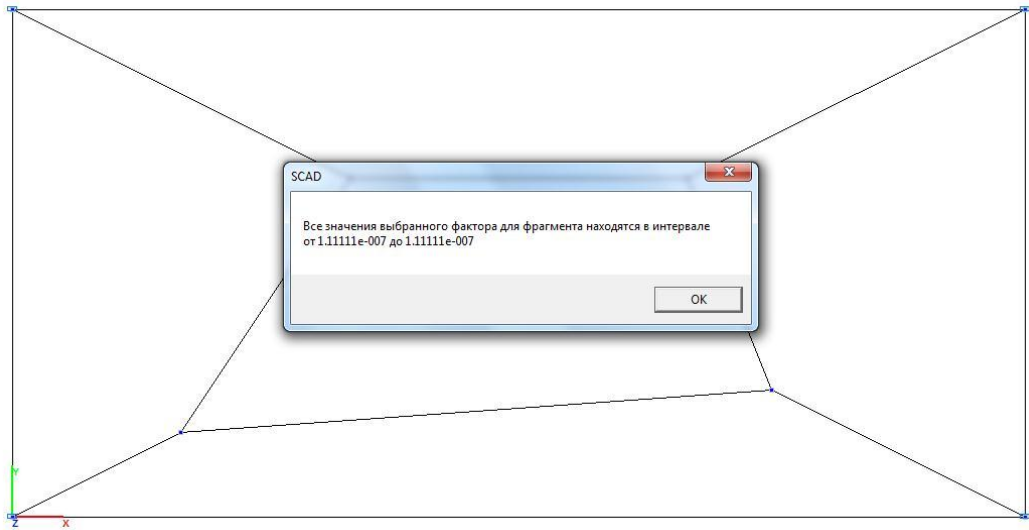 SCAD
Все значения выбранного фактора для фрагмента находятся в интервале
от 1.11111e-007 до 1.11111e-007
OK
Y
Z X